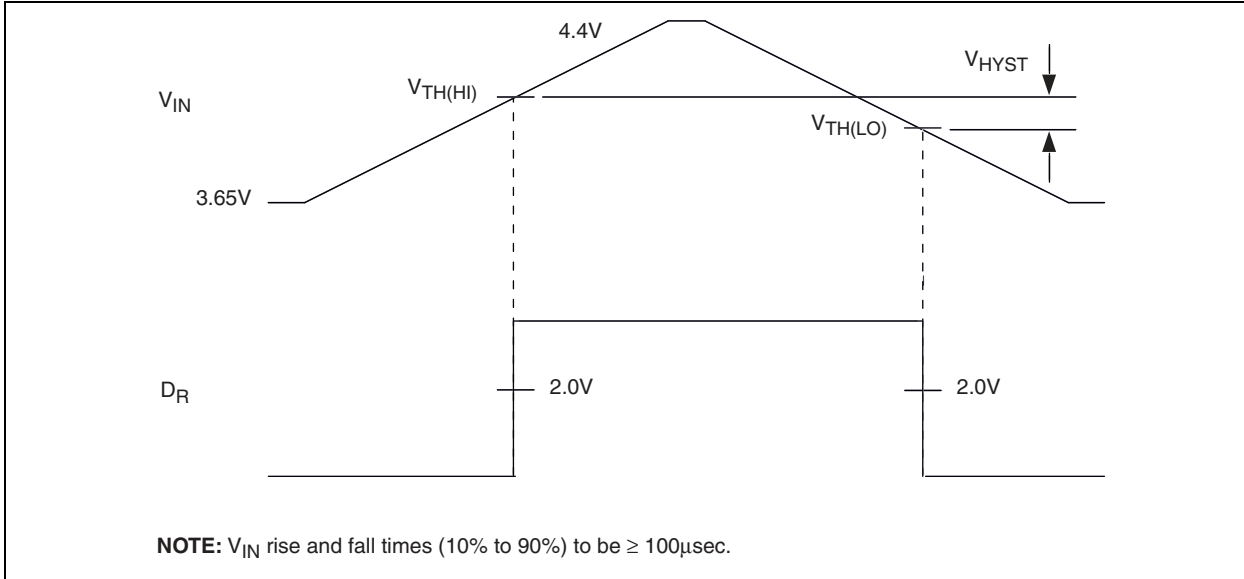 4.4V
V_HYST
V_IN
V_TH(HI)
V_TH(LO)
3.65V
D_R
2.0V
2.0V
NOTE: V_IN rise and fall times (10% to 90%) to be ≥ 100μsec.